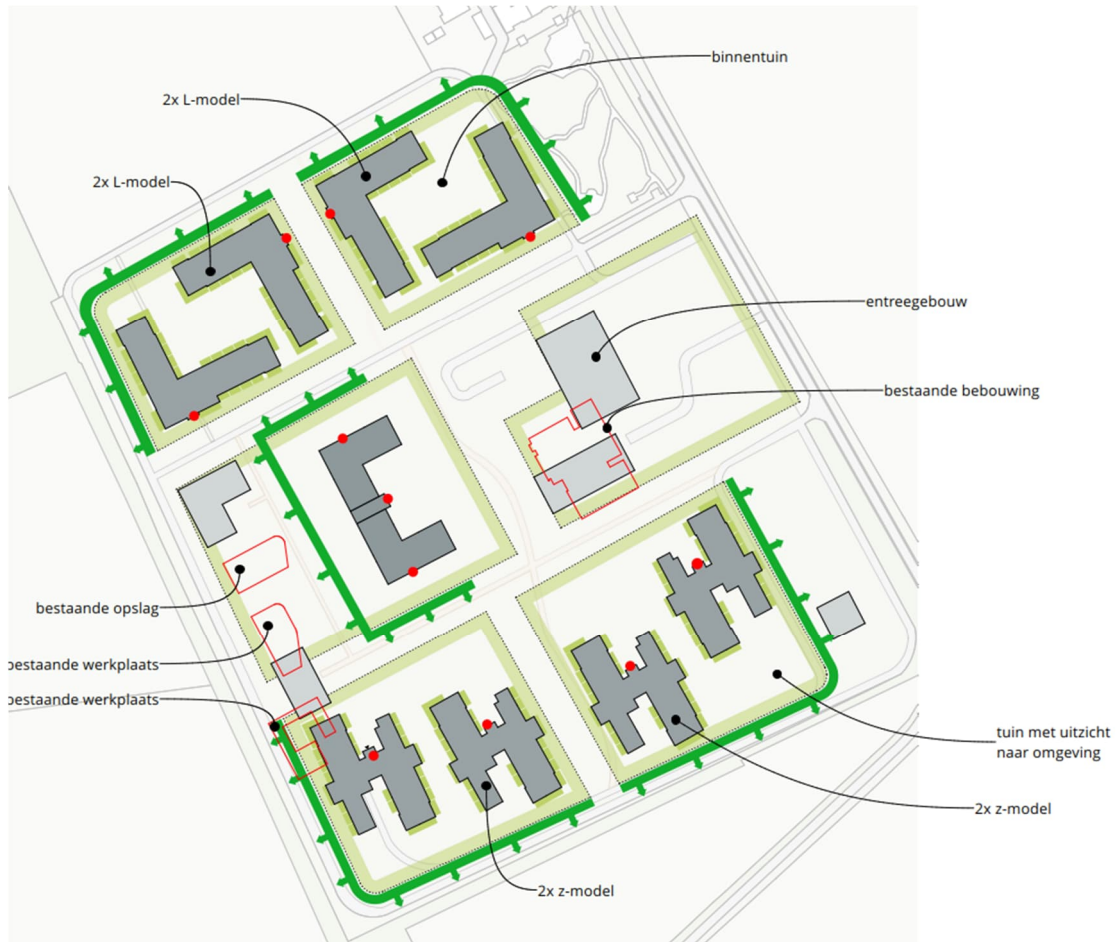 binnentuin
2x L-model
2x L-model
entreegebouw
bestaande bebouwing
bestaande opslag
bestaande werkplaats
bestaande werkplaats
tuin met uitzicht
naar omgeving
2x z-model
2x z-model